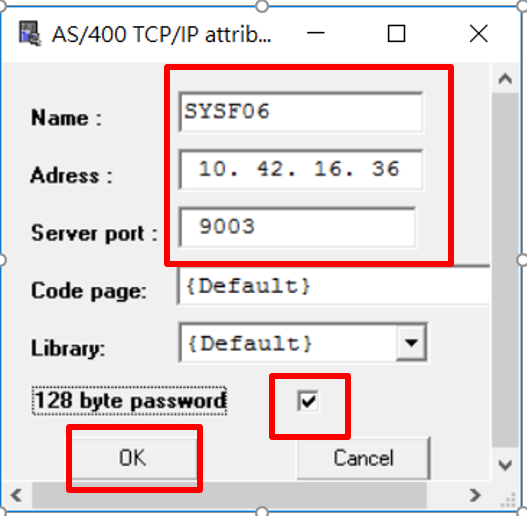 AS/400 TCP/IP attrib...
Name : SYSF06
Adress : 10. 42. 16. 36
Server port : 9003
Code page: {Default}
Library: {Default}
128 byte password
OK Cancel